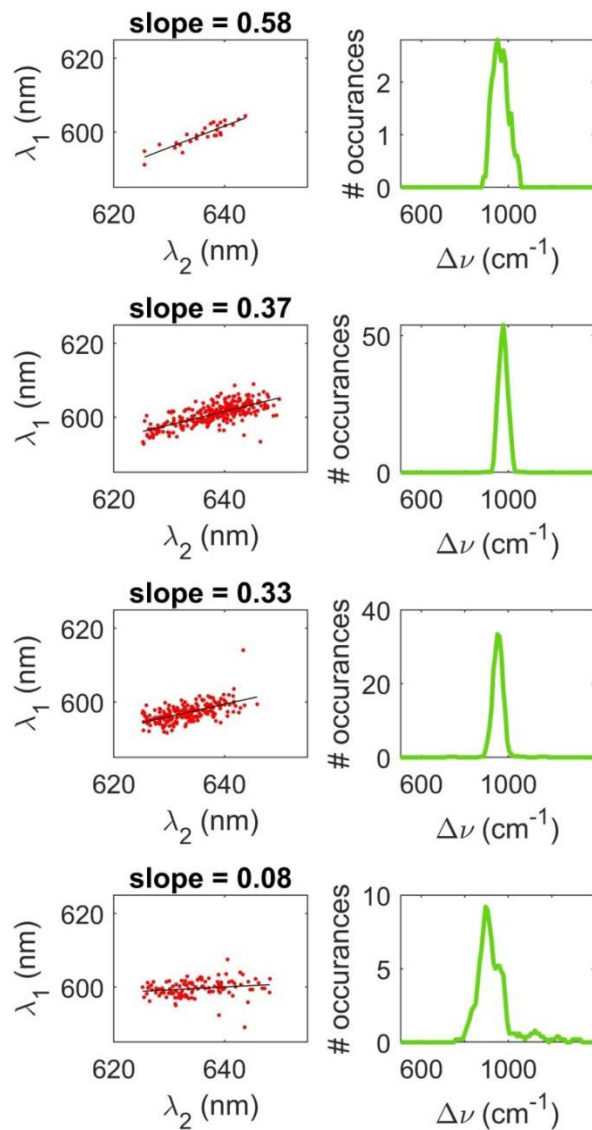 slope = 0.58
λ1 (nm)
620
600
620 640
λ2 (nm)
# occurances
2
1
0
600 1000
Δν (cm-1)
slope = 0.37
λ1 (nm)
620
600
620 640
λ2 (nm)
# occurances
50
0
600 1000
Δν (cm-1)
slope = 0.33
λ1 (nm)
620
600
620 640
λ2 (nm)
# occurances
40
20
0
600 1000
Δν (cm-1)
slope = 0.08
λ1 (nm)
620
600
620 640
λ2 (nm)
# occurances
10
5
0
600 1000
Δν (cm-1)